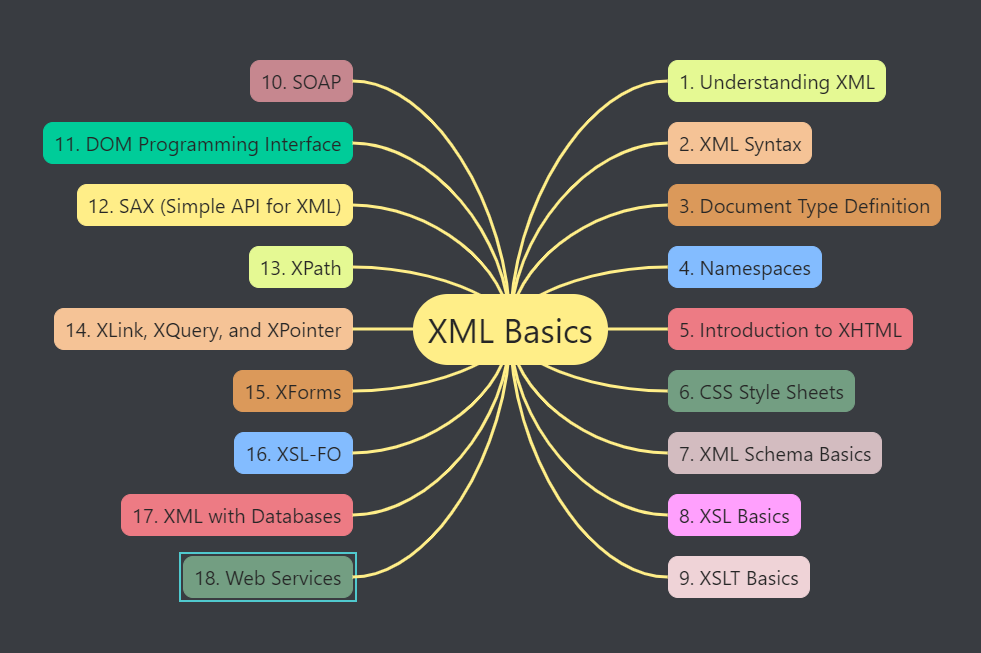 XML Basics
1. Understanding XML
2. XML Syntax
3. Document Type Definition
4. Namespaces
5. Introduction to XHTML
6. CSS Style Sheets
7. XML Schema Basics
8. XSL Basics
9. XSLT Basics
10. SOAP
11. DOM Programming Interface
12. SAX (Simple API for XML)
13. XPath
14. XLink, XQuery, and XPointer
15. XForms
16. XSL-FO
17. XML with Databases
18. Web Services